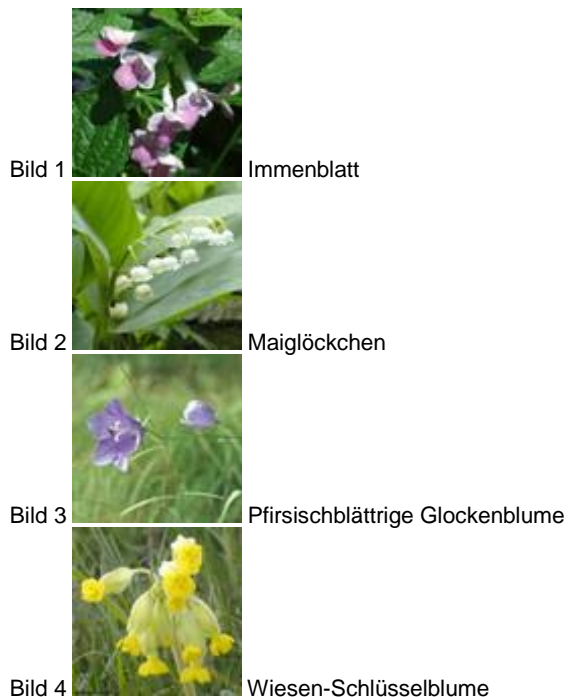 Bild 1 Immenblatt
Bild 2 Maiglöckchen
Bild 3 Pfirsischblättrige Glockenblume
Bild 4 Wiesen-Schlüsselblume